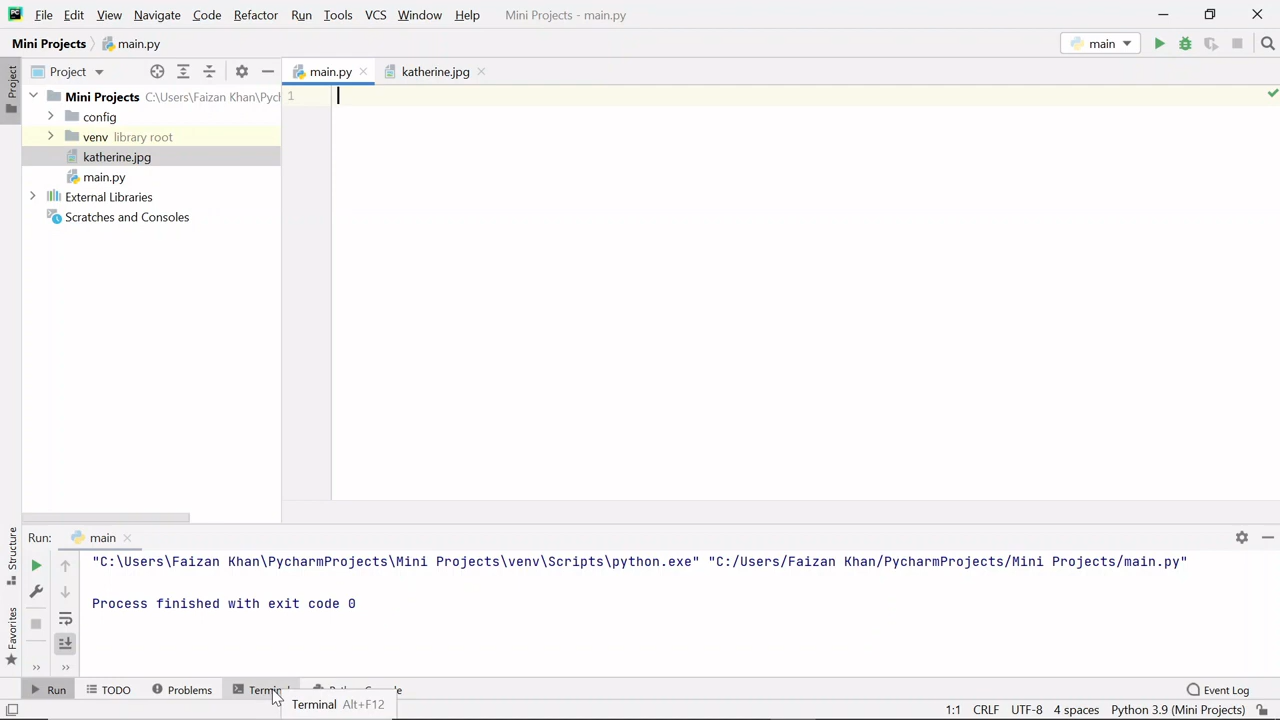 PC File Edit View Navigate Code Refactor Run Tools VCS Window Help Mini Projects - main.py
Mini Projects main.py main
Project Project main.py katherine.jpg
Mini Projects C:\Users\Faizan Khan\Pyc 1
config
venv library root
katherine.jpg
main.py
External Libraries
Scratches and Consoles
Structure
Favorites
Run: main
"C:\Users\Faizan Khan\PycharmProjects\Mini Projects\venv\Scripts\python.exe" "C:/Users/Faizan Khan/PycharmProjects/Mini Projects/main.py"
Process finished with exit code 0
Run TODO Problems Event Log
Terminal Alt+F12
1:1 CRLF UTF-8 4 spaces Python 3.9 (Mini Projects)